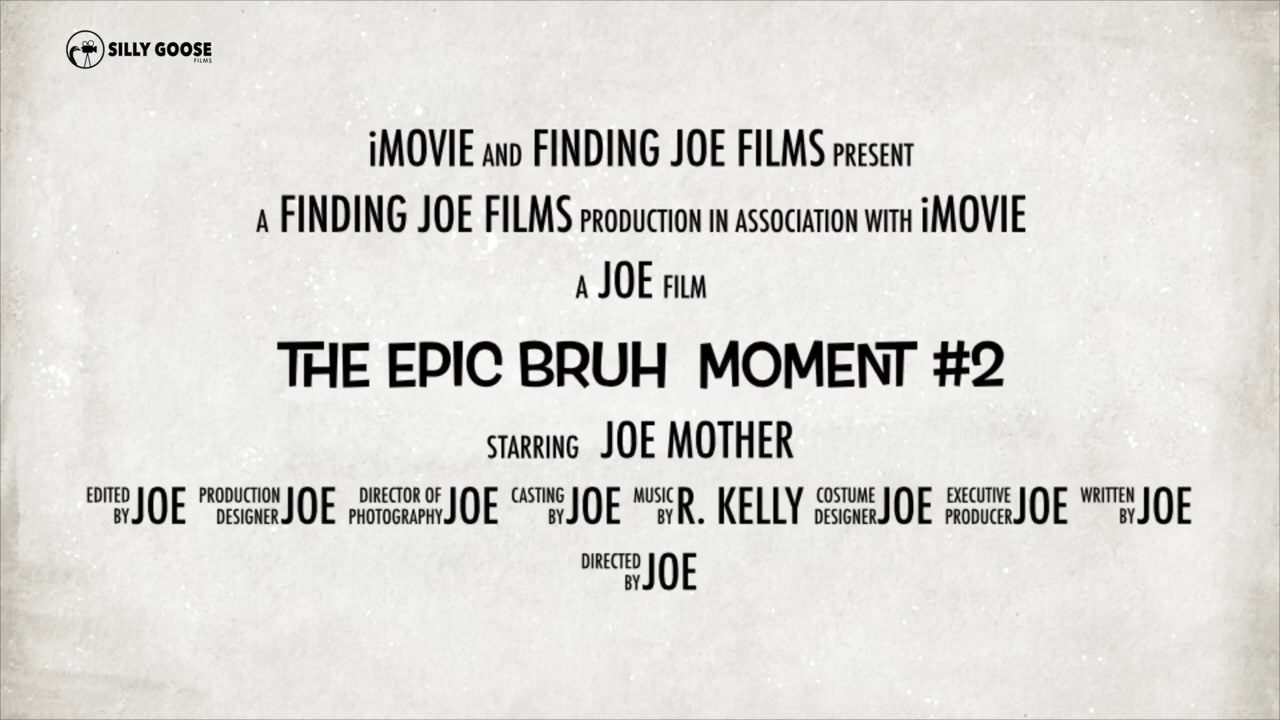 SILLY GOOSE
FILMS
iMOVIE AND FINDING JOE FILMS PRESENT
A FINDING JOE FILMS PRODUCTION IN ASSOCIATION WITH iMOVIE
A JOE FILM
THE EPIC BRUH MOMENT #2
STARRING JOE MOTHER
EDITED BY JOE PRODUCTION DESIGNER JOE DIRECTOR OF PHOTOGRAPHY JOE CASTING BY JOE MUSIC BY R. KELLY COSTUME DESIGNER JOE EXECUTIVE PRODUCER JOE WRITTEN BY JOE
DIRECTED BY JOE